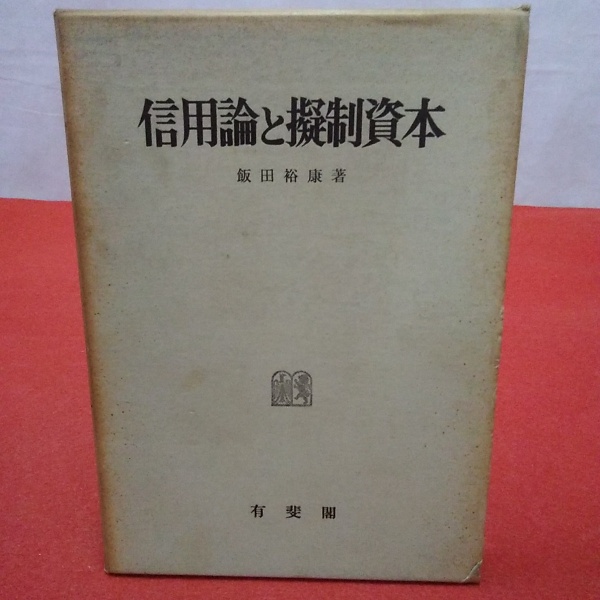 信用論と擬制資本
飯田裕康著
有斐閣